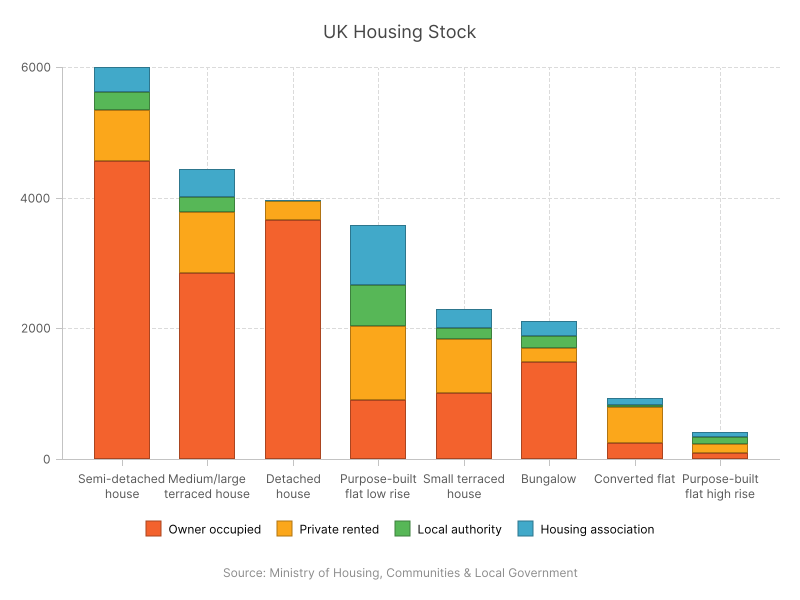 UK Housing Stock
6000
4000
2000
0
Semi-detached house
Medium/large terraced house
Detached house
Purpose-built flat low rise
Small terraced house
Bungalow
Converted flat
Purpose-built flat high rise
Owner occupied
Private rented
Local authority
Housing association
Source: Ministry of Housing, Communities & Local Government